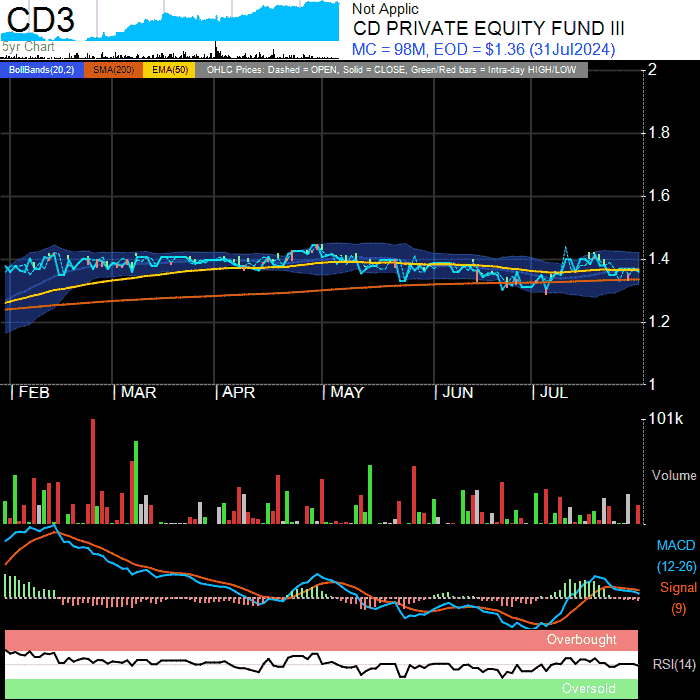 CD3
5yr Chart
Not Applic
CD PRIVATE EQUITY FUND III
MC = 98M, EOD = $1.36 (31Jul2024)
BollBands(20,2) SMA(200) EMA(50) OHLC Prices: Dashed = OPEN, Solid = CLOSE, Green/Red bars = Intra-day HIGH/LOW
2
1.8
1.6
1.4
1.2
1
FEB MAR APR MAY JUN JUL
101k
Volume
MACD
(12-26)
Signal
(9)
Overbought
RSI(14)
Oversold